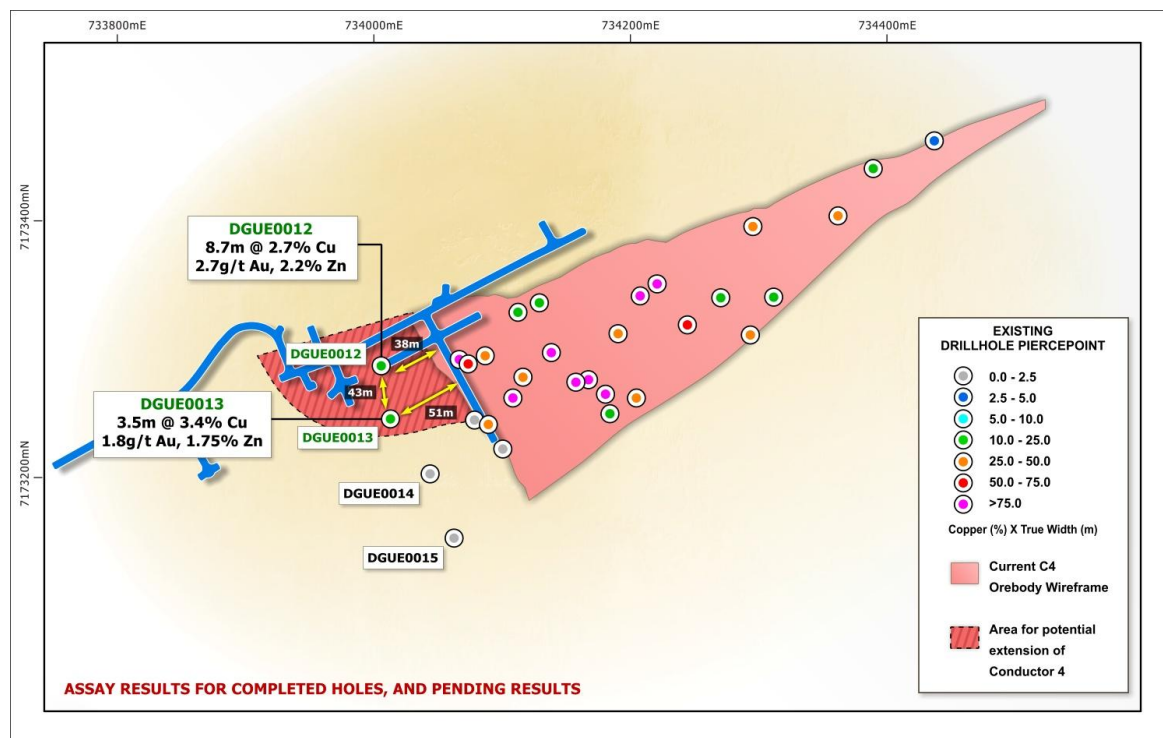 733800mE
734000mE
734200mE
734400mE
7173400mN
7173200mN
DGUE0012
8.7m @ 2.7% Cu
2.7g/t Au, 2.2% Zn
38m
DGUE0012
43m
DGUE0013
3.5m @ 3.4% Cu
1.8g/t Au, 1.75% Zn
51m
DGUE0013
DGUE0014
DGUE0015
EXISTING
DRILLHOLE PIERCEPOINT
0.0 - 2.5
2.5 - 5.0
5.0 - 10.0
10.0 - 25.0
25.0 - 50.0
50.0 - 75.0
>75.0
Copper (%) X True Width (m)
Current C4
Orebody Wireframe
Area for potential
extension of
Conductor 4
ASSAY RESULTS FOR COMPLETED HOLES, AND PENDING RESULTS